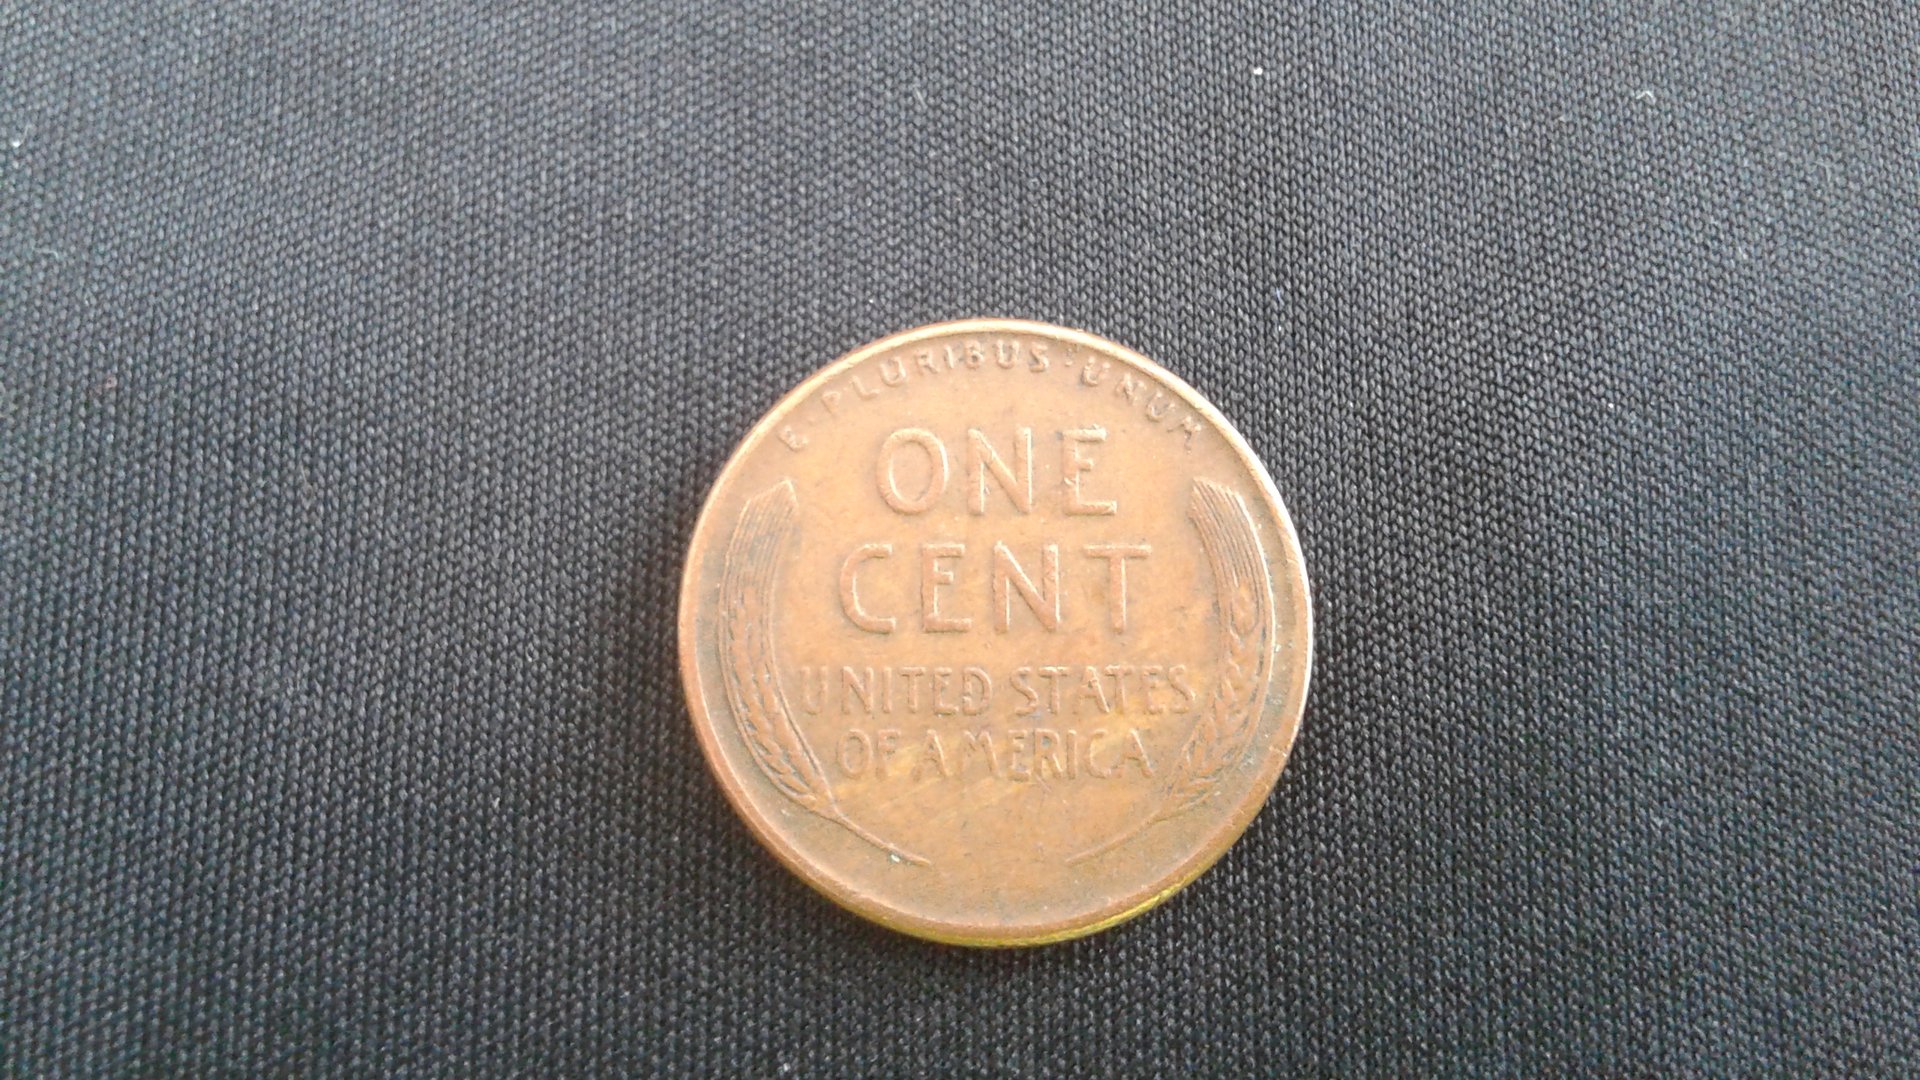 E·PLURIBUS·UNUM
ONE
CENT
UNITED STATES
OF AMERICA